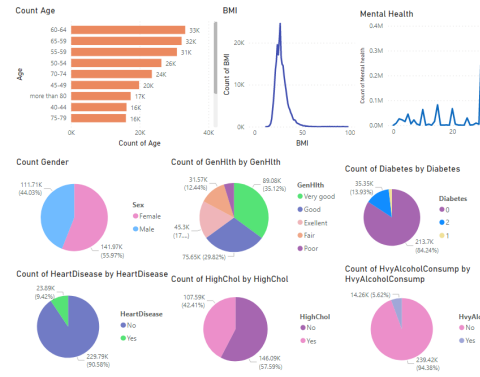 Count Age
60-64
65-69
55-59
50-54
70-74
45-49
more than 80
40-44
75-79
33K
32K
31K
26K
24K
20K
17K
16K
16K
0K
20K
40K
Age
Count of Age
BMI
20K
0K
0
50
100
Count of BMI
BMI
Mental Health
0.4M
0.3M
0.2M
0.1M
0.0M
0
20
Count of Mental health
Count Gender
111.71K
(44.03%)
141.97K
(55.97%)
Sex
Female
Male
Count of GenHlth by GenHlth
31.57K
(12.44%)
89.08K
(35.12%)
45.3K
(17....)
75.65K (29.82%)
GenHlth
Very good
Good
Exellent
Fair
Poor
Count of Diabetes by Diabetes
35.35K
(13.93%)
213.7K
(84.24%)
Diabetes
0
2
1
Count of HeartDisease by HeartDisease
23.89K
(9.42%)
229.79K
(90.58%)
HeartDisease
No
Yes
Count of HighChol by HighChol
107.59K
(42.41%)
146.09K
(57.59%)
HighChol
No
Yes
Count of HvyAlcoholConsump by
HvyAlcoholConsump
14.26K (5.62%)
239.42K
(94.38%)
HvyAl
No
Yes